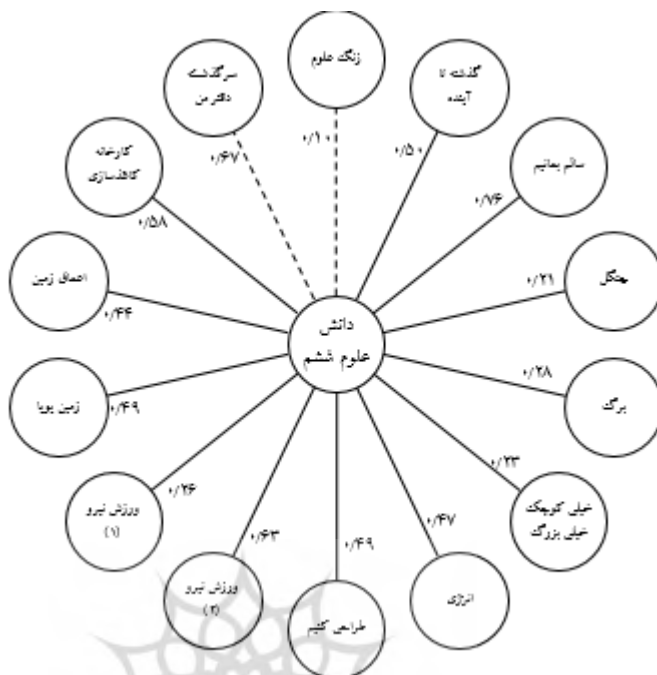 زنگ علوم
۰/۱۰
گذشته تا
آینده
۰/۵۰
سالم بمانیم
۰/۷۶
جنگل
۰/۲۱
برگ
۰/۲۸
خیلی کوچک
خیلی بزرگ
۰/۲۳
انرژی
۰/۴۷
طراحی کنیم
۰/۴۹
ورزش نیرو
(۲)
۰/۶۳
ورزش نیرو
(۱)
۰/۲۶
زمین پویا
۰/۴۹
اعماق زمین
۰/۴۴
کارخانه
کاغذسازی
۰/۵۸
سرگذشت
دفتر من
۰/۶۷
دانش
علوم ششم